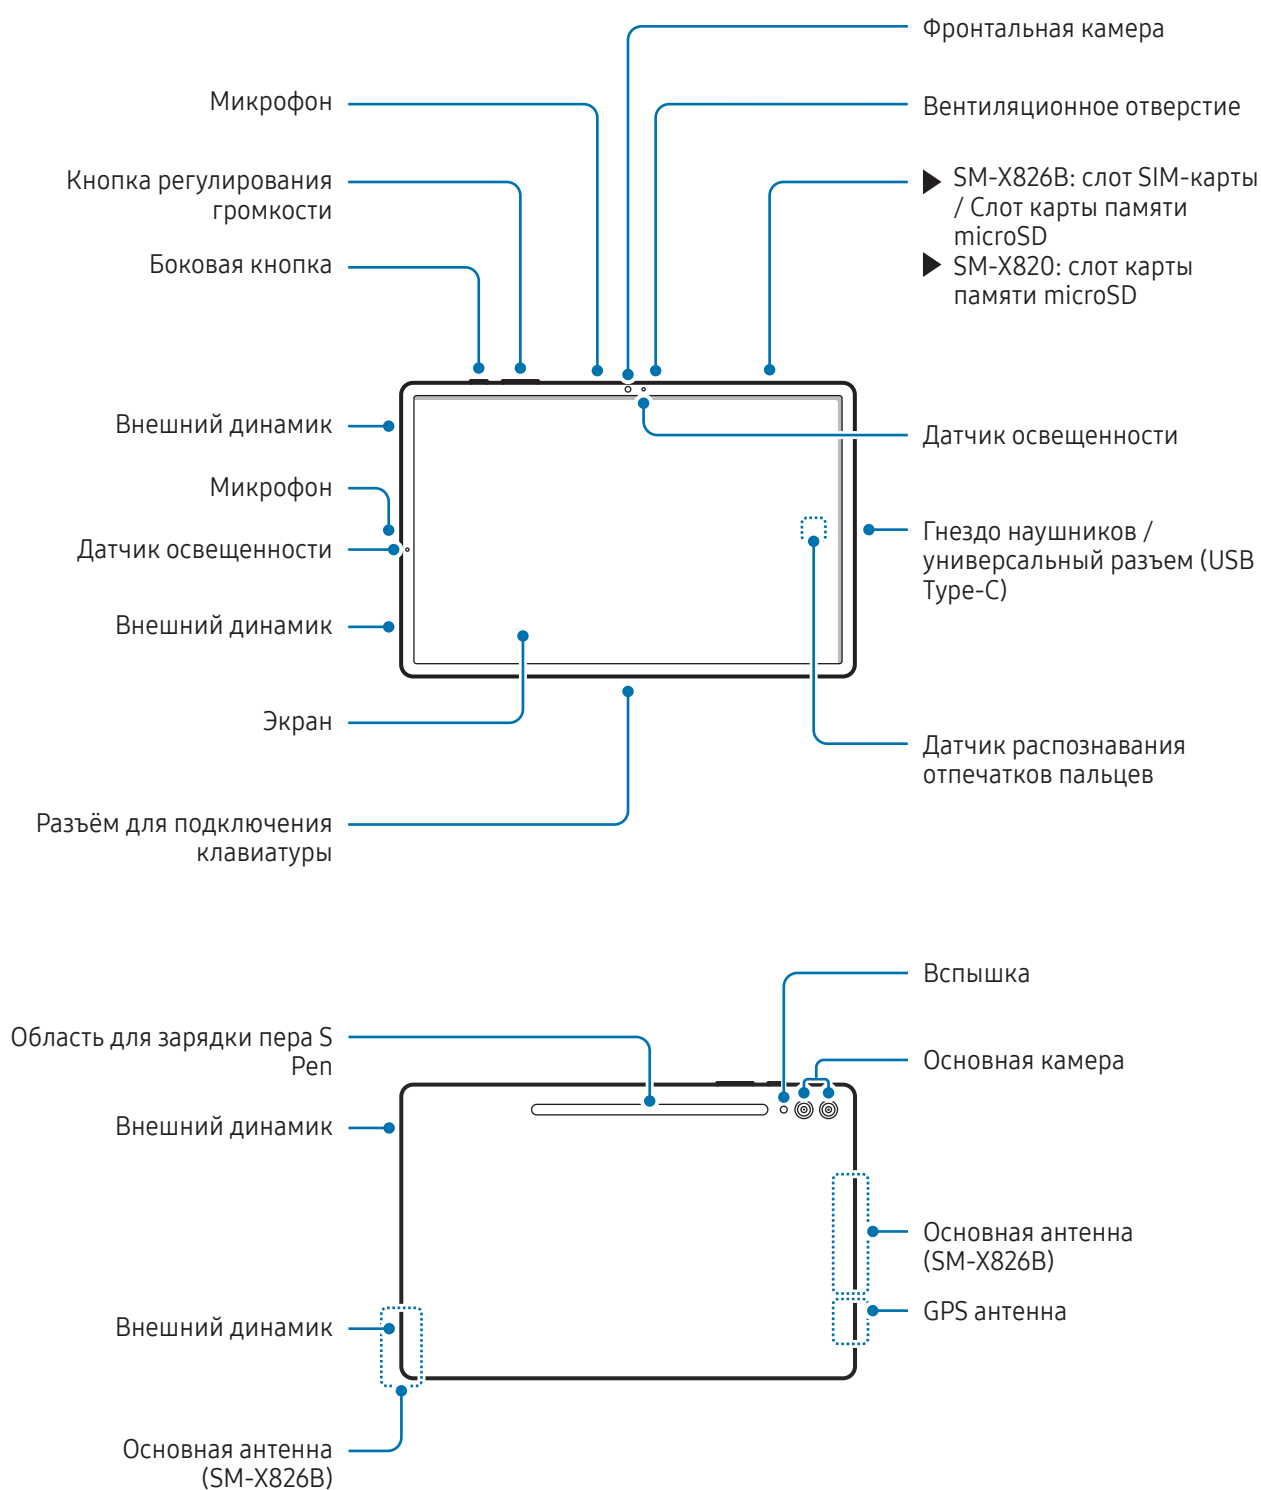 Фронтальная камера
Микрофон
Вентиляционное отверстие
Кнопка регулирования
громкости
SM-X826B: слот SIM-карты
/ Слот карты памяти
microSD
Боковая кнопка
SM-X820: слот карты
памяти microSD
Внешний динамик
Датчик освещенности
Микрофон
Гнездо наушников /
универсальный разъем (USB
Type-C)
Датчик освещенности
Внешний динамик
Экран
Датчик распознавания
отпечатков пальцев
Разъём для подключения
клавиатуры
Вспышка
Область для зарядки пера S
Pen
Основная камера
Внешний динамик
Основная антенна
(SM-X826B)
GPS антенна
Внешний динамик
Основная антенна
(SM-X826B)